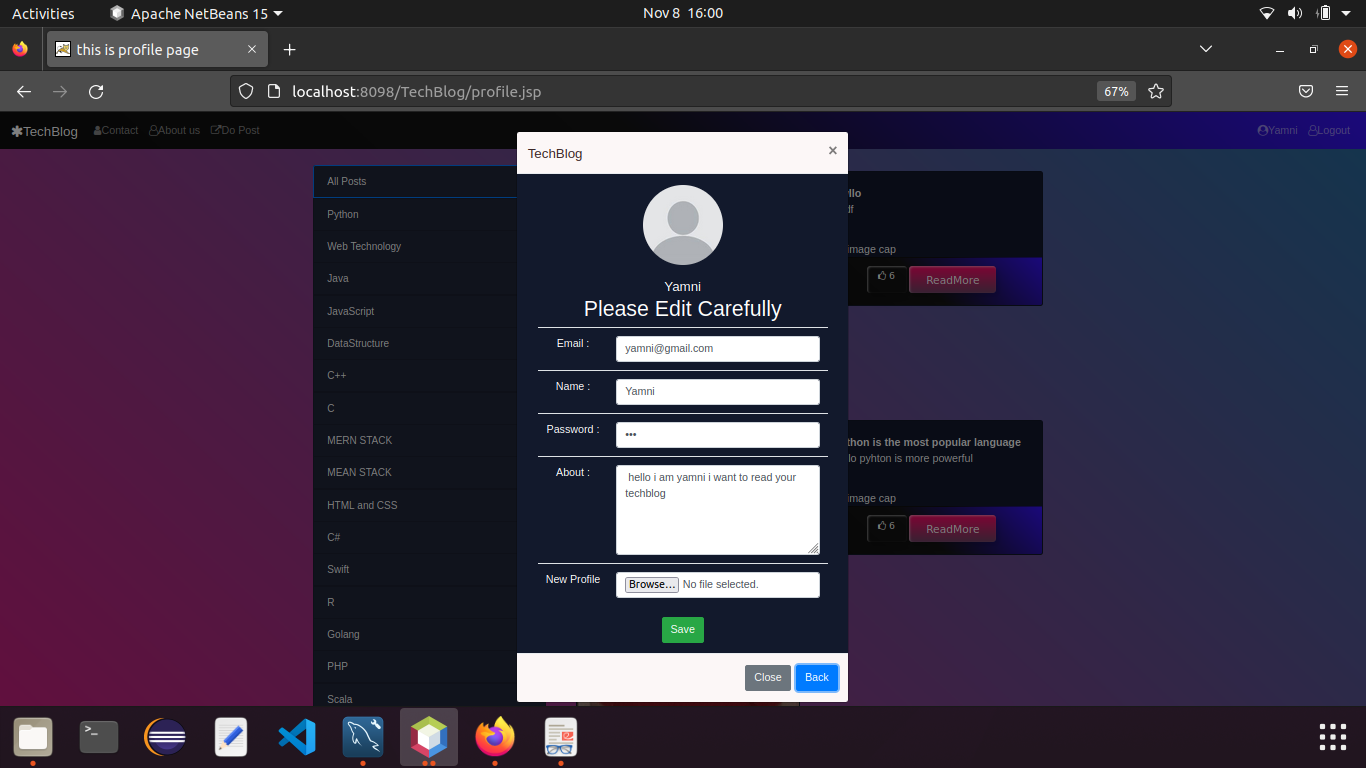 Activities
Apache NetBeans 15
Nov 8 16:00
this is profile page
localhost:8098/TechBlog/profile.jsp
67%
TechBlog
Contact
About us
Do Post
Yamni
Logout
All Posts
Python
Web Technology
Java
JavaScript
DataStructure
C++
C
MERN STACK
MEAN STACK
HTML and CSS
C#
Swift
R
Golang
PHP
Scala
TechBlog
×
Yamni
Please Edit Carefully
Email :
yamni@gmail.com
Name :
Yamni
Password :
•••
About :
hello i am yamni i want to read your
techblog
New Profile
Browse...
No file selected.
Save
Close
Back
llo
df
image cap
6
ReadMore
thon is the most popular language
lo pyhton is more powerful
image cap
6
ReadMore